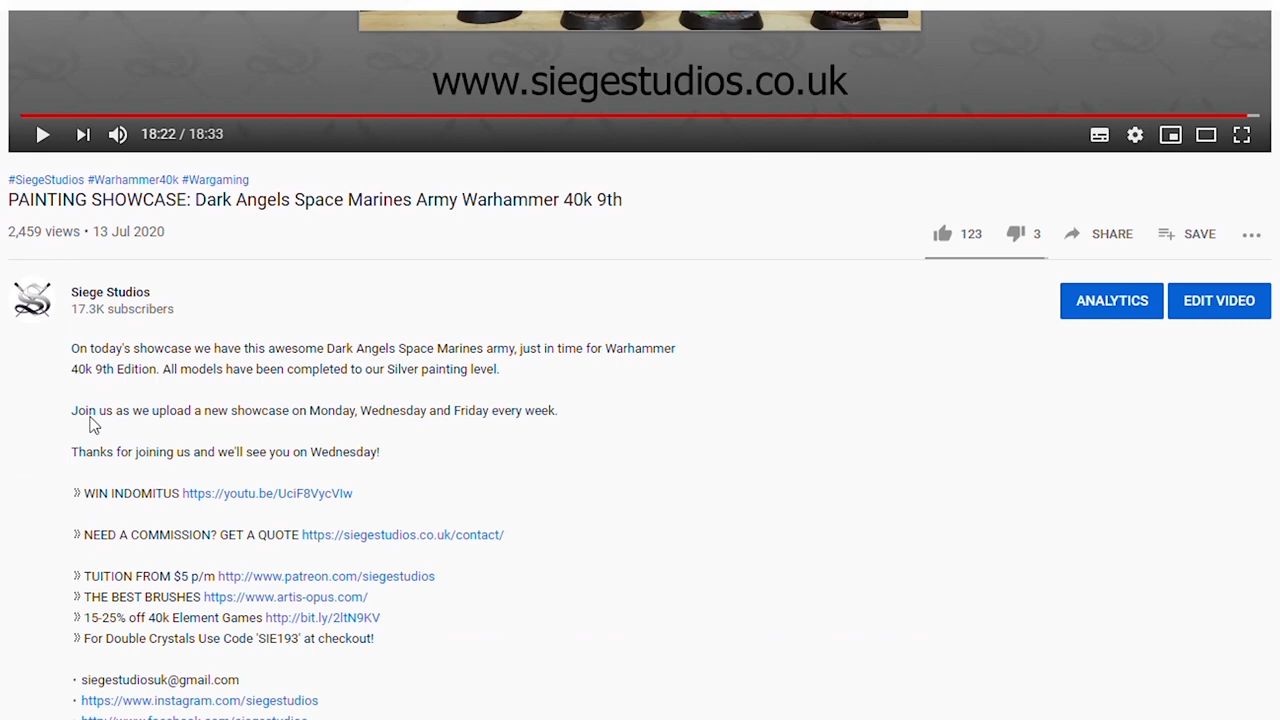 www.siegestudios.co.uk
18:22 / 18:33
#SiegeStudios #Warhammer40k #Wargaming
PAINTING SHOWCASE: Dark Angels Space Marines Army Warhammer 40k 9th
2,459 views • 13 Jul 2020
123 3 SHARE SAVE
Siege Studios
17.3K subscribers
ANALYTICS EDIT VIDEO
On today's showcase we have this awesome Dark Angels Space Marines army, just in time for Warhammer
40k 9th Edition. All models have been completed to our Silver painting level.
Join us as we upload a new showcase on Monday, Wednesday and Friday every week.
Thanks for joining us and we'll see you on Wednesday!
》WIN INDOMITUS https://youtu.be/UciF8VycVIw
》NEED A COMMISSION? GET A QUOTE https://siegestudios.co.uk/contact/
》TUITION FROM $5 p/m http://www.patreon.com/siegestudios
》THE BEST BRUSHES https://www.artis-opus.com/
》15-25% off 40k Element Games http://bit.ly/2ltN9KV
》For Double Crystals Use Code 'SIE193' at checkout!
· siegestudiosuk@gmail.com
· https://www.instagram.com/siegestudios
· http://www.facebook.com/siegestudios